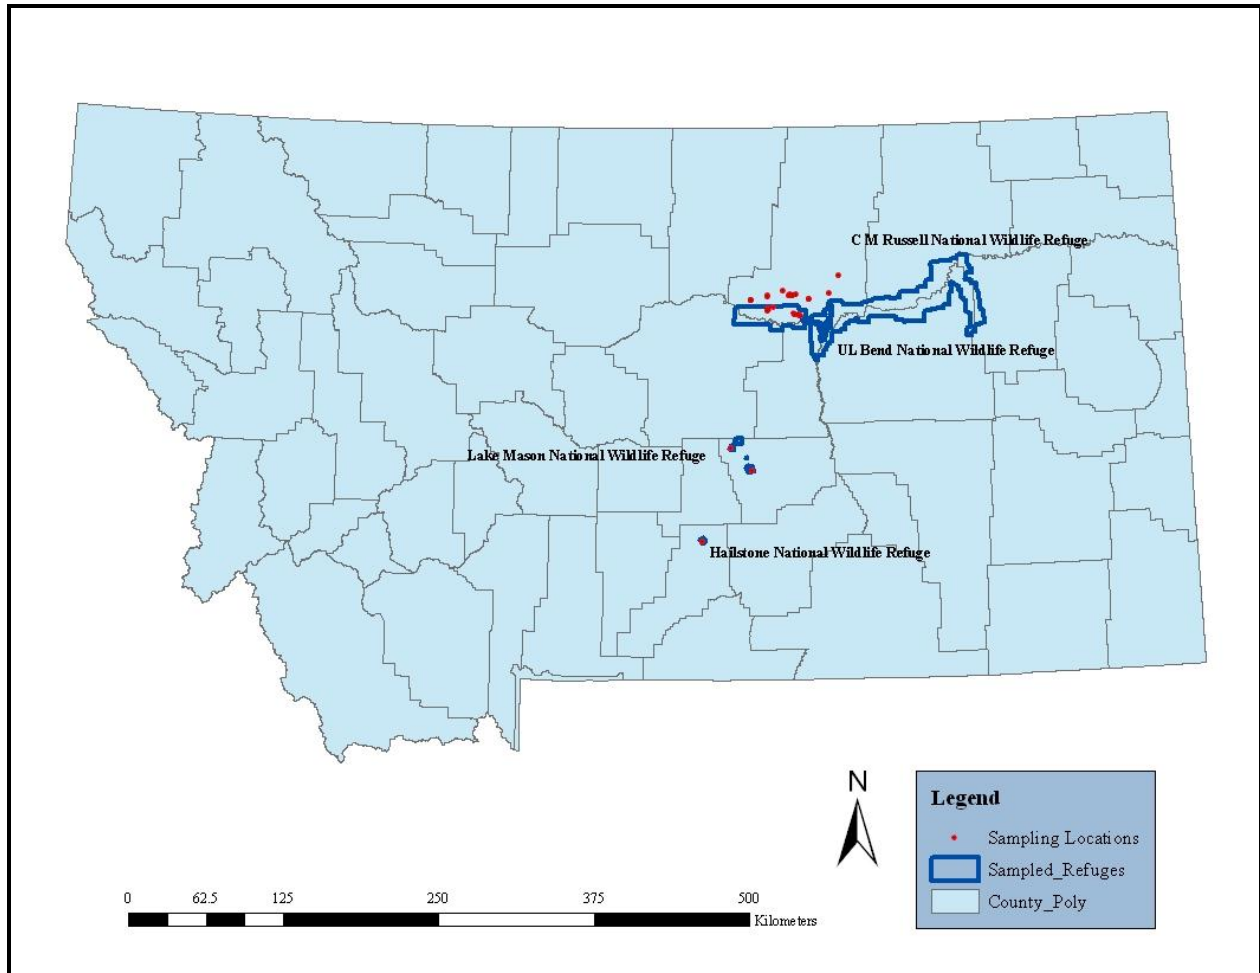 C M Russell National Wildlife Refuge
UL Bend National Wildlife Refuge
Lake Mason National Wildlife Refuge
Hailstone National Wildlife Refuge
N
Legend
Sampling Locations
Sampled_Refuges
County_Poly
0 62.5 125 250 375 500
Kilometers